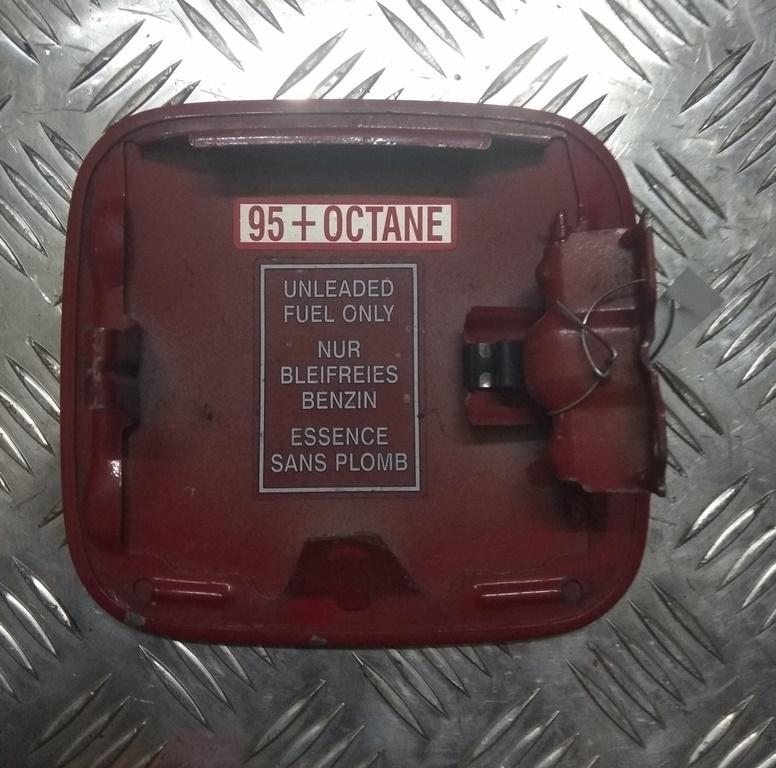 95+OCTANE
UNLEADED
FUEL ONLY
NUR
BLEIFREIES
BENZIN
ESSENCE
SANS PLOMB